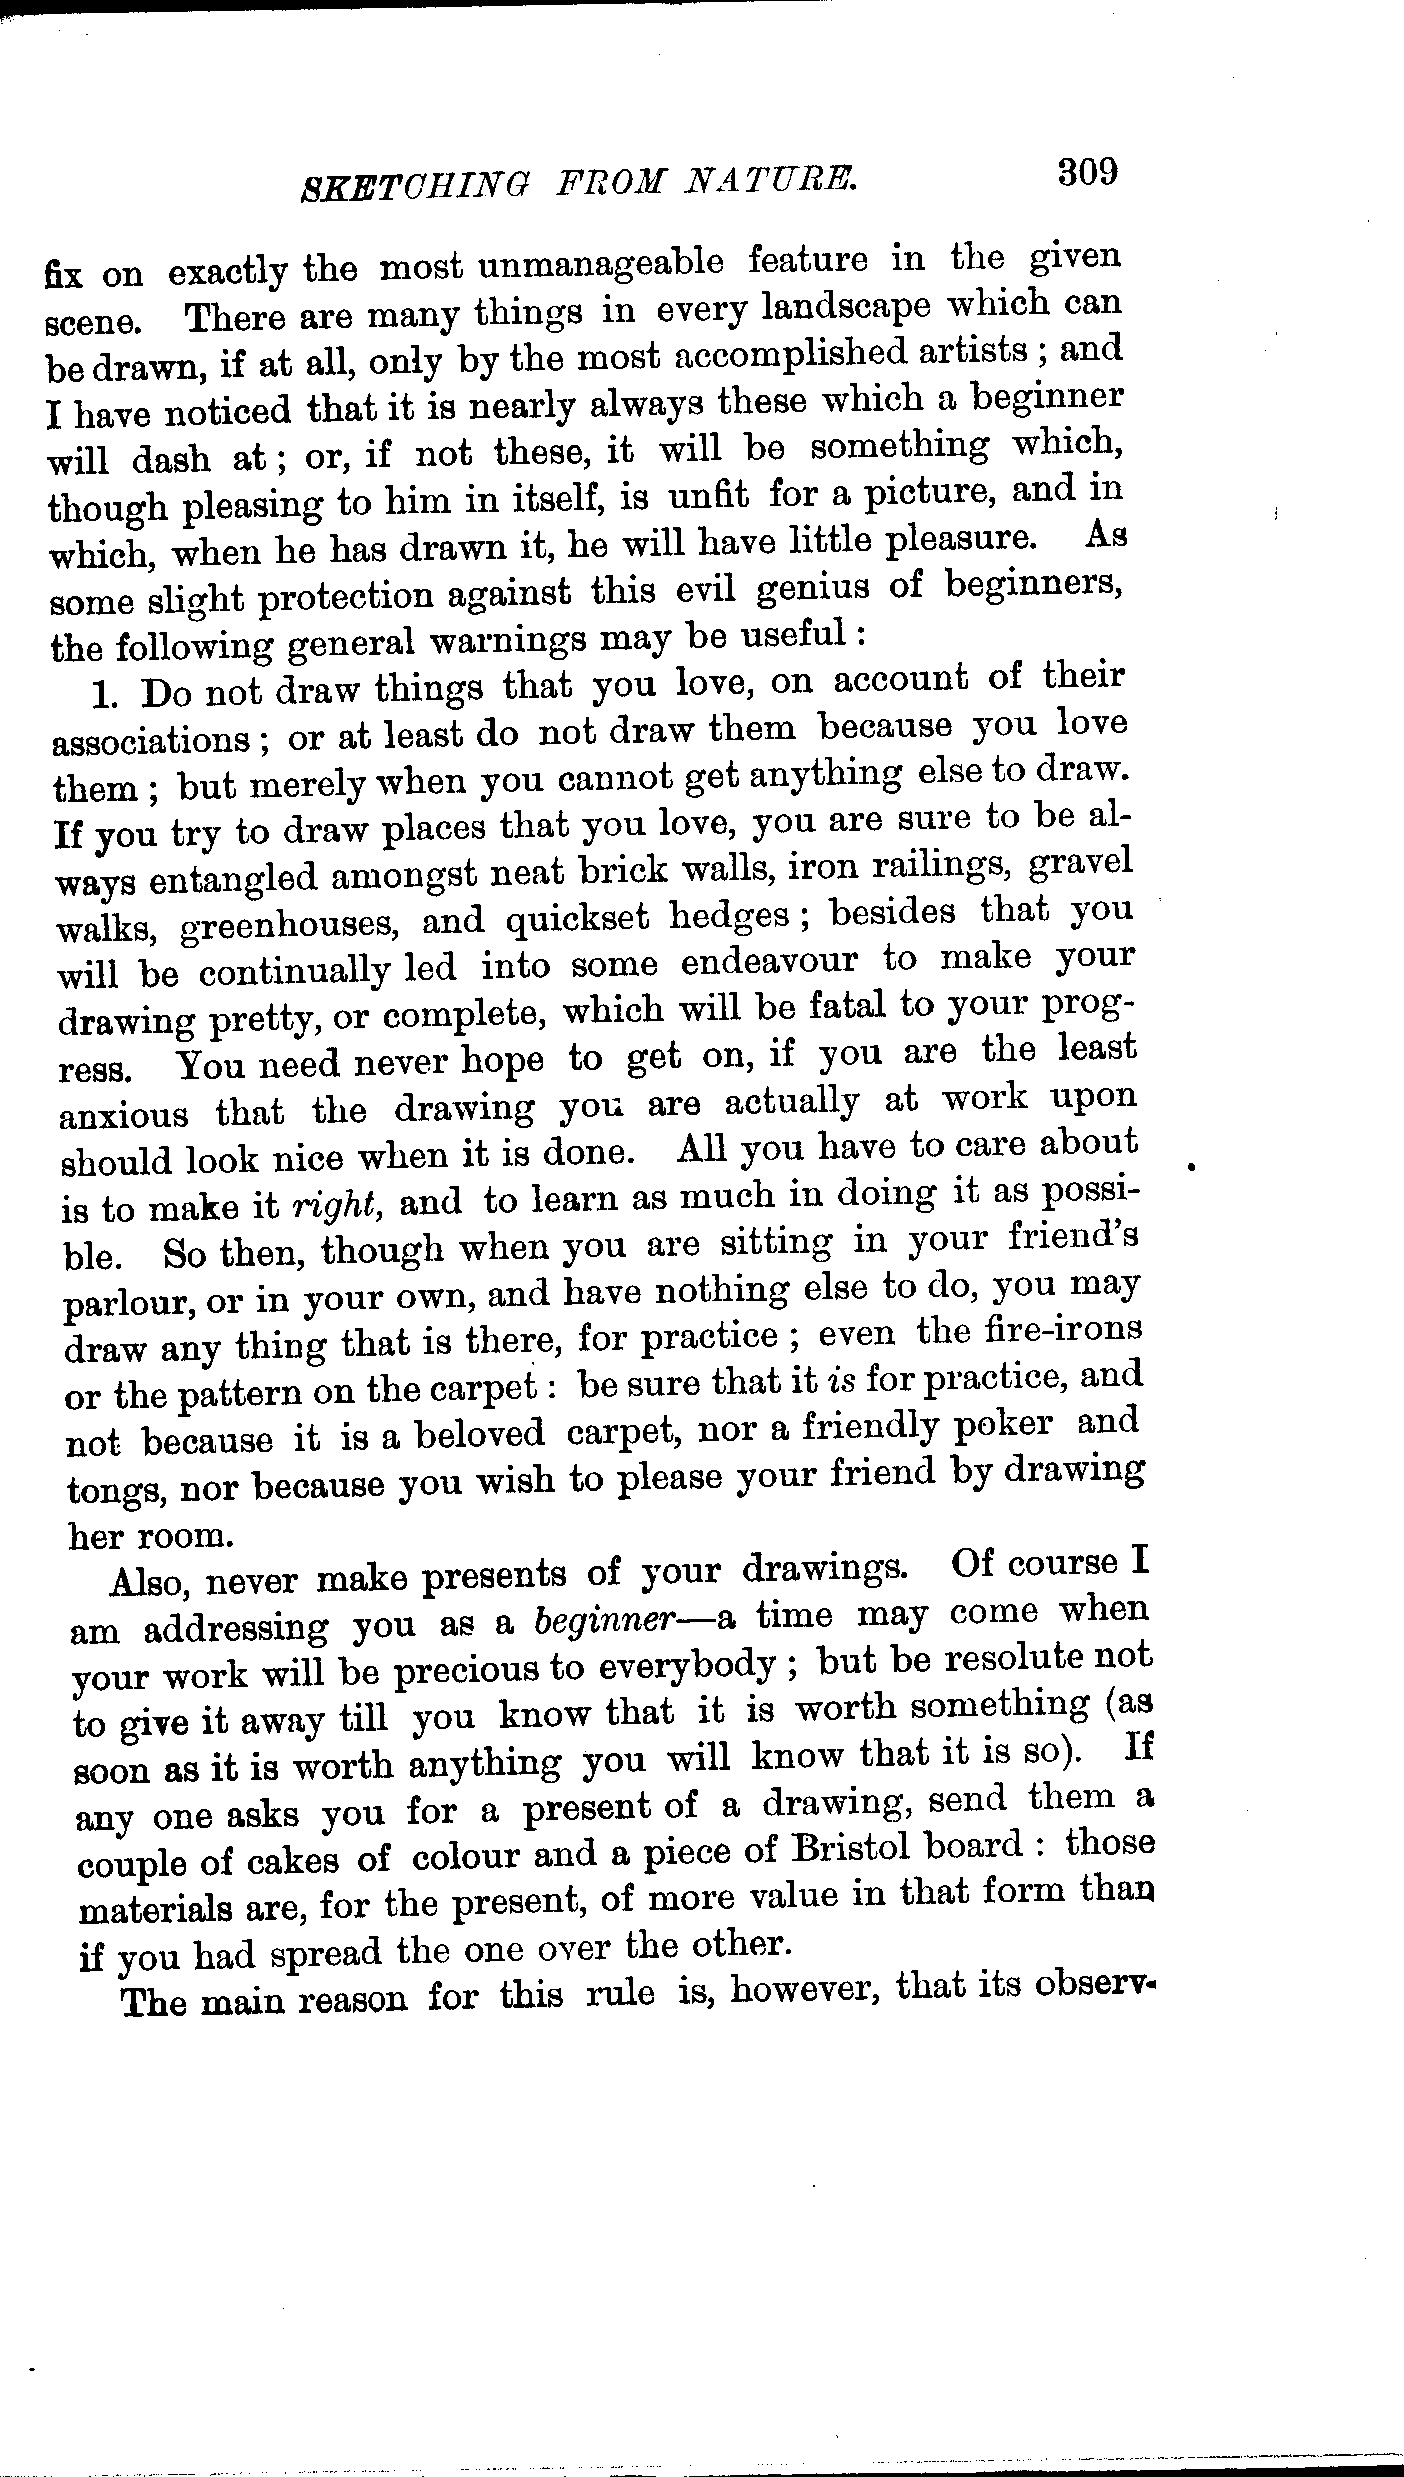 SKETCHING FROM NATURE. 309
fix on exactly the most unmanageable feature in the given
scene. There are many things in every landscape which can
be drawn, if at all, only by the most accomplished artists; and
I have noticed that it is nearly always these which a beginner
will dash at; or, if not these, it will be something which,
though pleasing to him in itself, is unfit for a picture, and in
which, when he has drawn it, he will have little pleasure. As
some slight protection against this evil genius of beginners,
the following general warnings may be useful:
1. Do not draw things that you love, on account of their
associations; or at least do not draw them because you love
them; but merely when you cannot get anything else to draw.
If you try to draw places that you love, you are sure to be al-
ways entangled amongst neat brick walls, iron railings, gravel
walks, greenhouses, and quickset hedges; besides that you
will be continually led into some endeavour to make your
drawing pretty, or complete, which will be fatal to your prog-
ress. You need never hope to get on, if you are the least
anxious that the drawing you are actually at work upon
should look nice when it is done. All you have to care about
is to make it right, and to learn as much in doing it as possi-
ble. So then, though when you are sitting in your friend's
parlour, or in your own, and have nothing else to do, you may
draw any thing that is there, for practice; even the fire-irons
or the pattern on the carpet: be sure that it is for practice, and
not because it is a beloved carpet, nor a friendly poker and
tongs, nor because you wish to please your friend by drawing
her room.
Also, never make presents of your drawings. Of course I
am addressing you as a beginner—a time may come when
your work will be precious to everybody; but be resolute not
to give it away till you know that it is worth something (as
soon as it is worth anything you will know that it is so). If
any one asks you for a present of a drawing, send them a
couple of cakes of colour and a piece of Bristol board: those
materials are, for the present, of more value in that form than
if you had spread the one over the other.
The main reason for this rule is, however, that its observ-